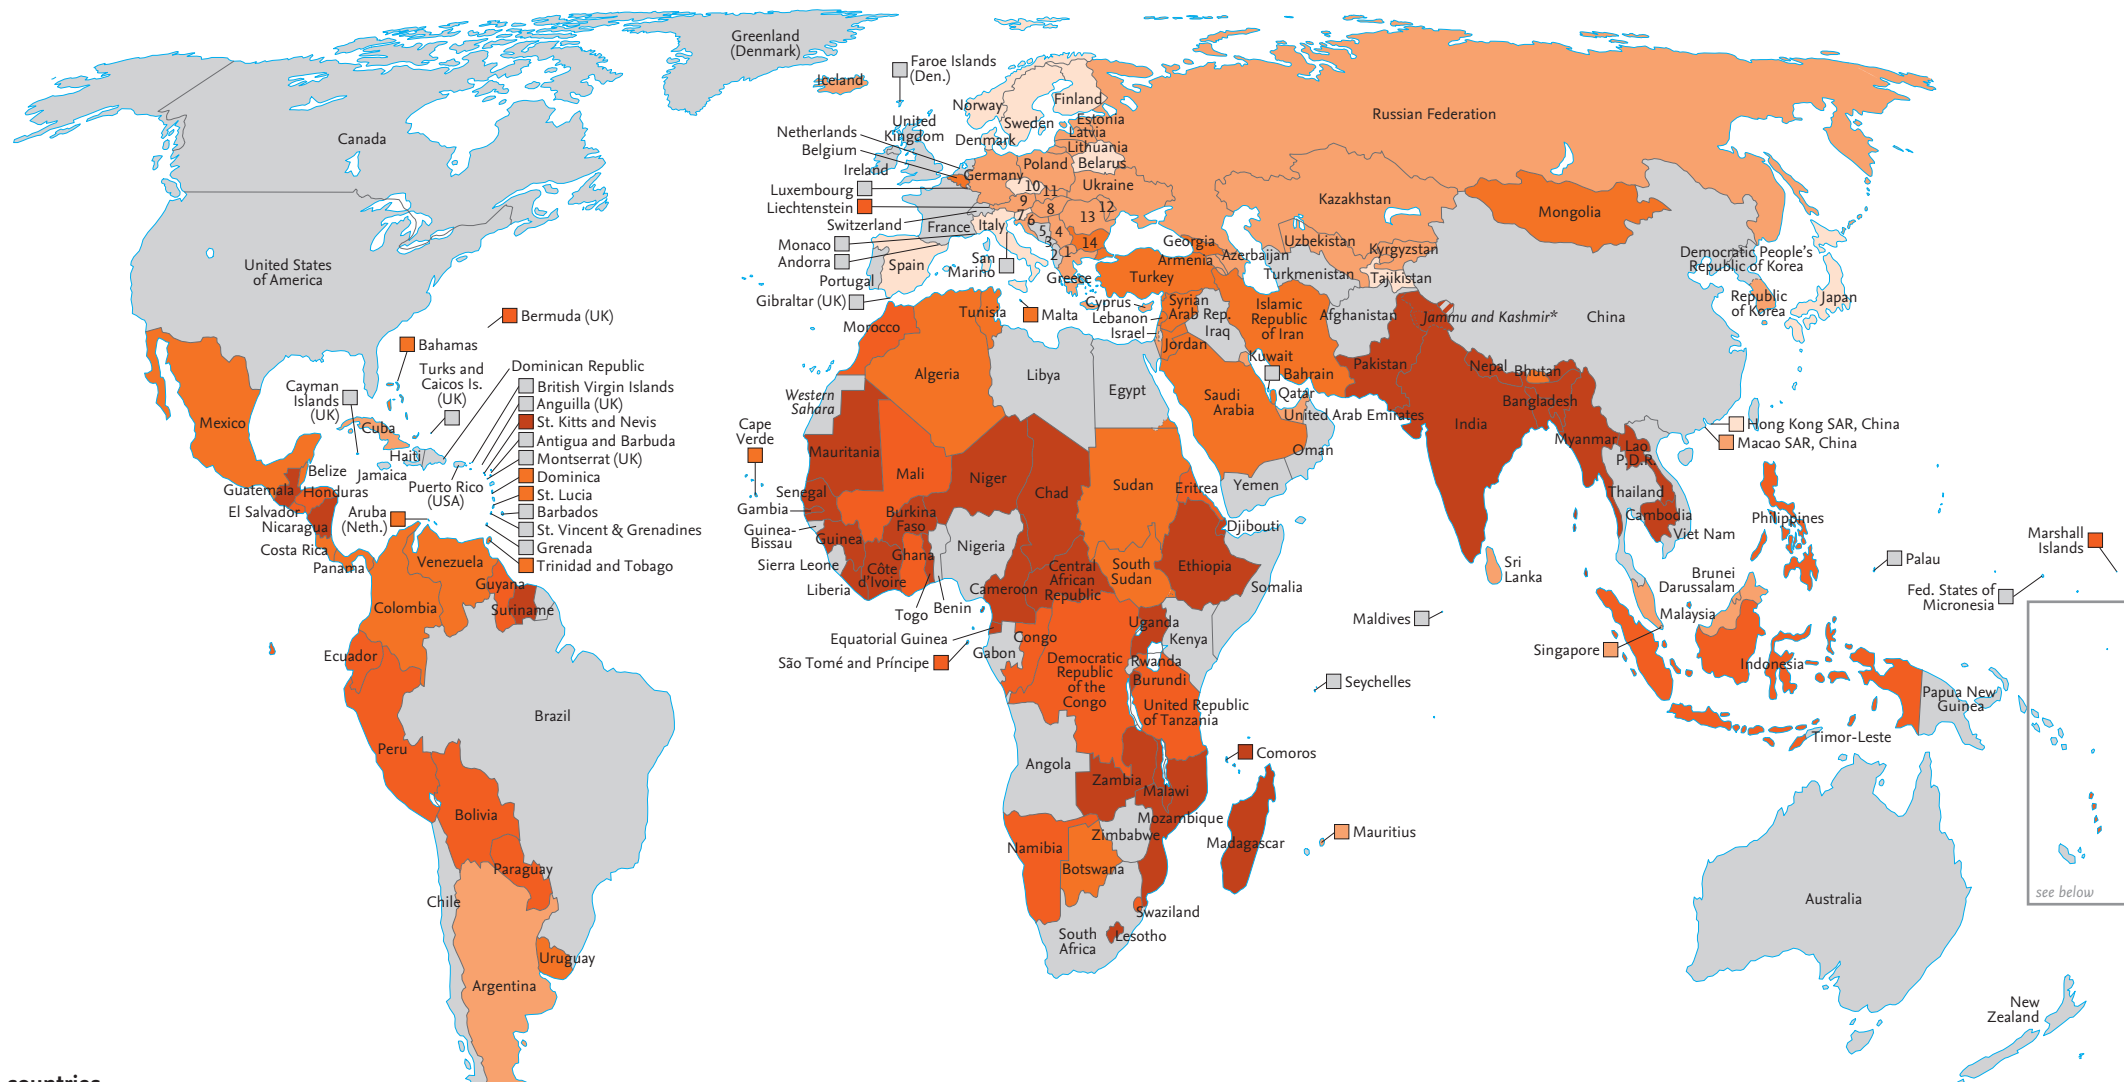 Greenland
(Denmark)
Iceland
Faroe Islands
(Den.)
Norway
Finland
Sweden
Estonia
Latvia
Lithuania
Denmark
United
Kingdom
Netherlands
Belgium
Ireland
Luxembourg
Liechtenstein
Switzerland
Monaco
Andorra
Portugal
Gibraltar (UK)
France
Spain
Italy
San
Marino
Germany
Poland
Belarus
Ukraine
10
11
9
8
7
6
5
4
3
2
1
12
13
14
Greece
Malta
Cyprus
Lebanon
Israel
Turkey
Georgia
Armenia
Azerbaijan
Russian Federation
Kazakhstan
Uzbekistan
Kyrgyzstan
Turkmenistan
Tajikistan
Mongolia
Democratic People's
Republic of Korea
Republic
of Korea
Japan
China
Jammu and Kashmir*
Afghanistan
Islamic
Republic
of Iran
Syrian
Arab Rep.
Iraq
Jordan
Kuwait
Bahrain
Qatar
United Arab Emirates
Saudi
Arabia
Oman
Yemen
Pakistan
Nepal
Bhutan
Bangladesh
India
Myanmar
Lao
P.D.R.
Thailand
Cambodia
Viet Nam
Hong Kong SAR, China
Macao SAR, China
Philippines
Sri
Lanka
Maldives
Brunei
Darussalam
Malaysia
Singapore
Indonesia
Timor-Leste
Papua New
Guinea
Palau
Fed. States of
Micronesia
Marshall
Islands
see below
Australia
New
Zealand
Canada
United States
of America
Bermuda (UK)
Bahamas
Turks and
Caicos Is.
(UK)
Cayman
Islands
(UK)
Mexico
Cuba
Haiti
Jamaica
Belize
Guatemala
Honduras
El Salvador
Nicaragua
Costa Rica
Panama
Aruba
(Neth.)
Puerto Rico
(USA)
Dominican Republic
British Virgin Islands
Anguilla (UK)
St. Kitts and Nevis
Antigua and Barbuda
Montserrat (UK)
Dominica
St. Lucia
Barbados
St. Vincent & Grenadines
Grenada
Trinidad and Tobago
Venezuela
Guyana
Suriname
Colombia
Ecuador
Peru
Brazil
Bolivia
Paraguay
Chile
Uruguay
Argentina
Morocco
Tunisia
Algeria
Libya
Egypt
Western
Sahara
Cape
Verde
Mauritania
Mali
Niger
Chad
Sudan
Eritrea
Djibouti
Senegal
Gambia
Guinea-
Bissau
Guinea
Sierra Leone
Liberia
Burkina
Faso
Ghana
Côte
d'Ivoire
Togo
Benin
Nigeria
Cameroon
Central
African
Republic
South
Sudan
Ethiopia
Somalia
Equatorial Guinea
São Tomé and Príncipe
Gabon
Congo
Democratic
Republic
of the
Congo
Uganda
Kenya
Rwanda
Burundi
United Republic
of Tanzania
Seychelles
Comoros
Angola
Zambia
Malawi
Mozambique
Zimbabwe
Madagascar
Mauritius
Namibia
Botswana
Swaziland
South
Africa
Lesotho
countries